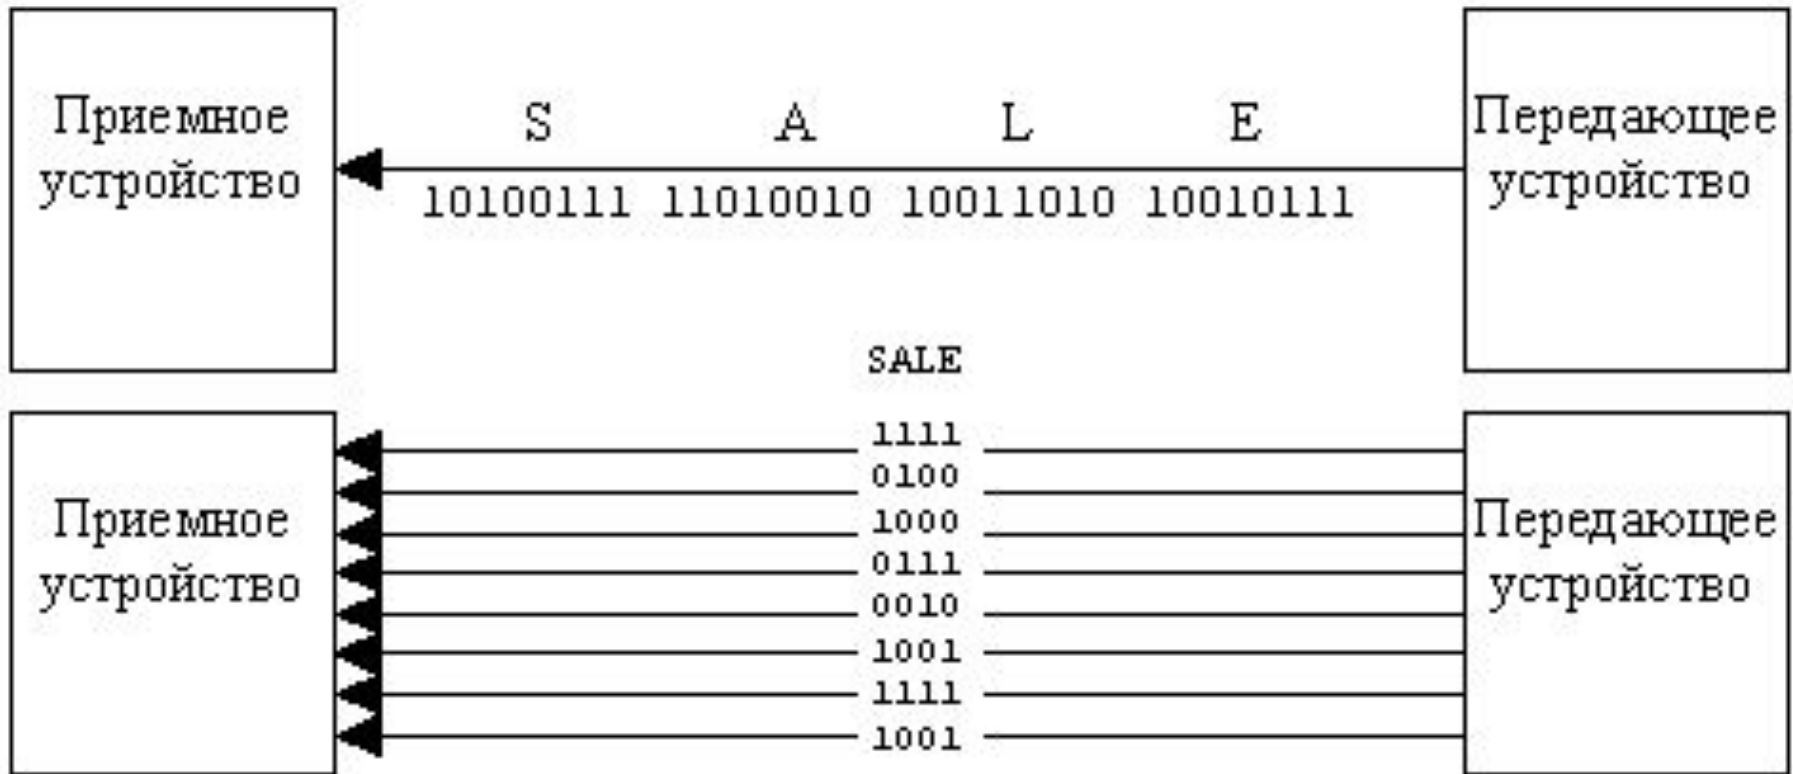 Приемное
устройство
S A L E
10100111 11010010 10011010 10010111
Передающее
устройство
SALE
Приемное
устройство
1111
0100
1000
0111
0010
1001
1111
1001
Передающее
устройство